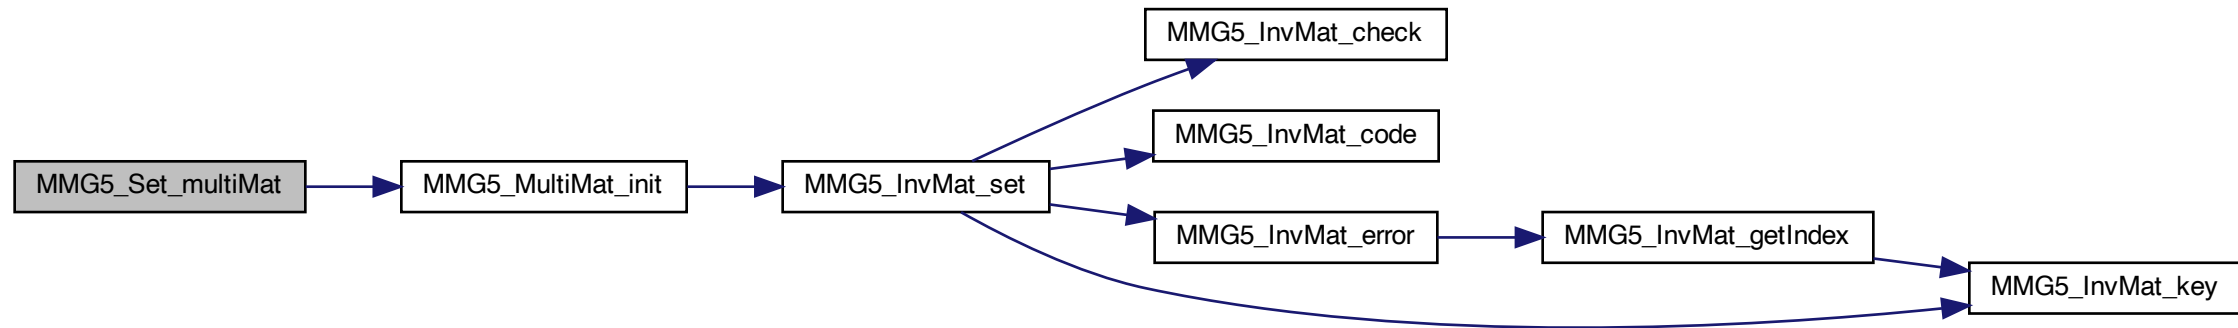 MMG5_InvMat_check
MMG5_InvMat_code
MMG5_Set_multiMat
MMG5_MultiMat_init
MMG5_InvMat_set
MMG5_InvMat_error
MMG5_InvMat_getIndex
MMG5_InvMat_key